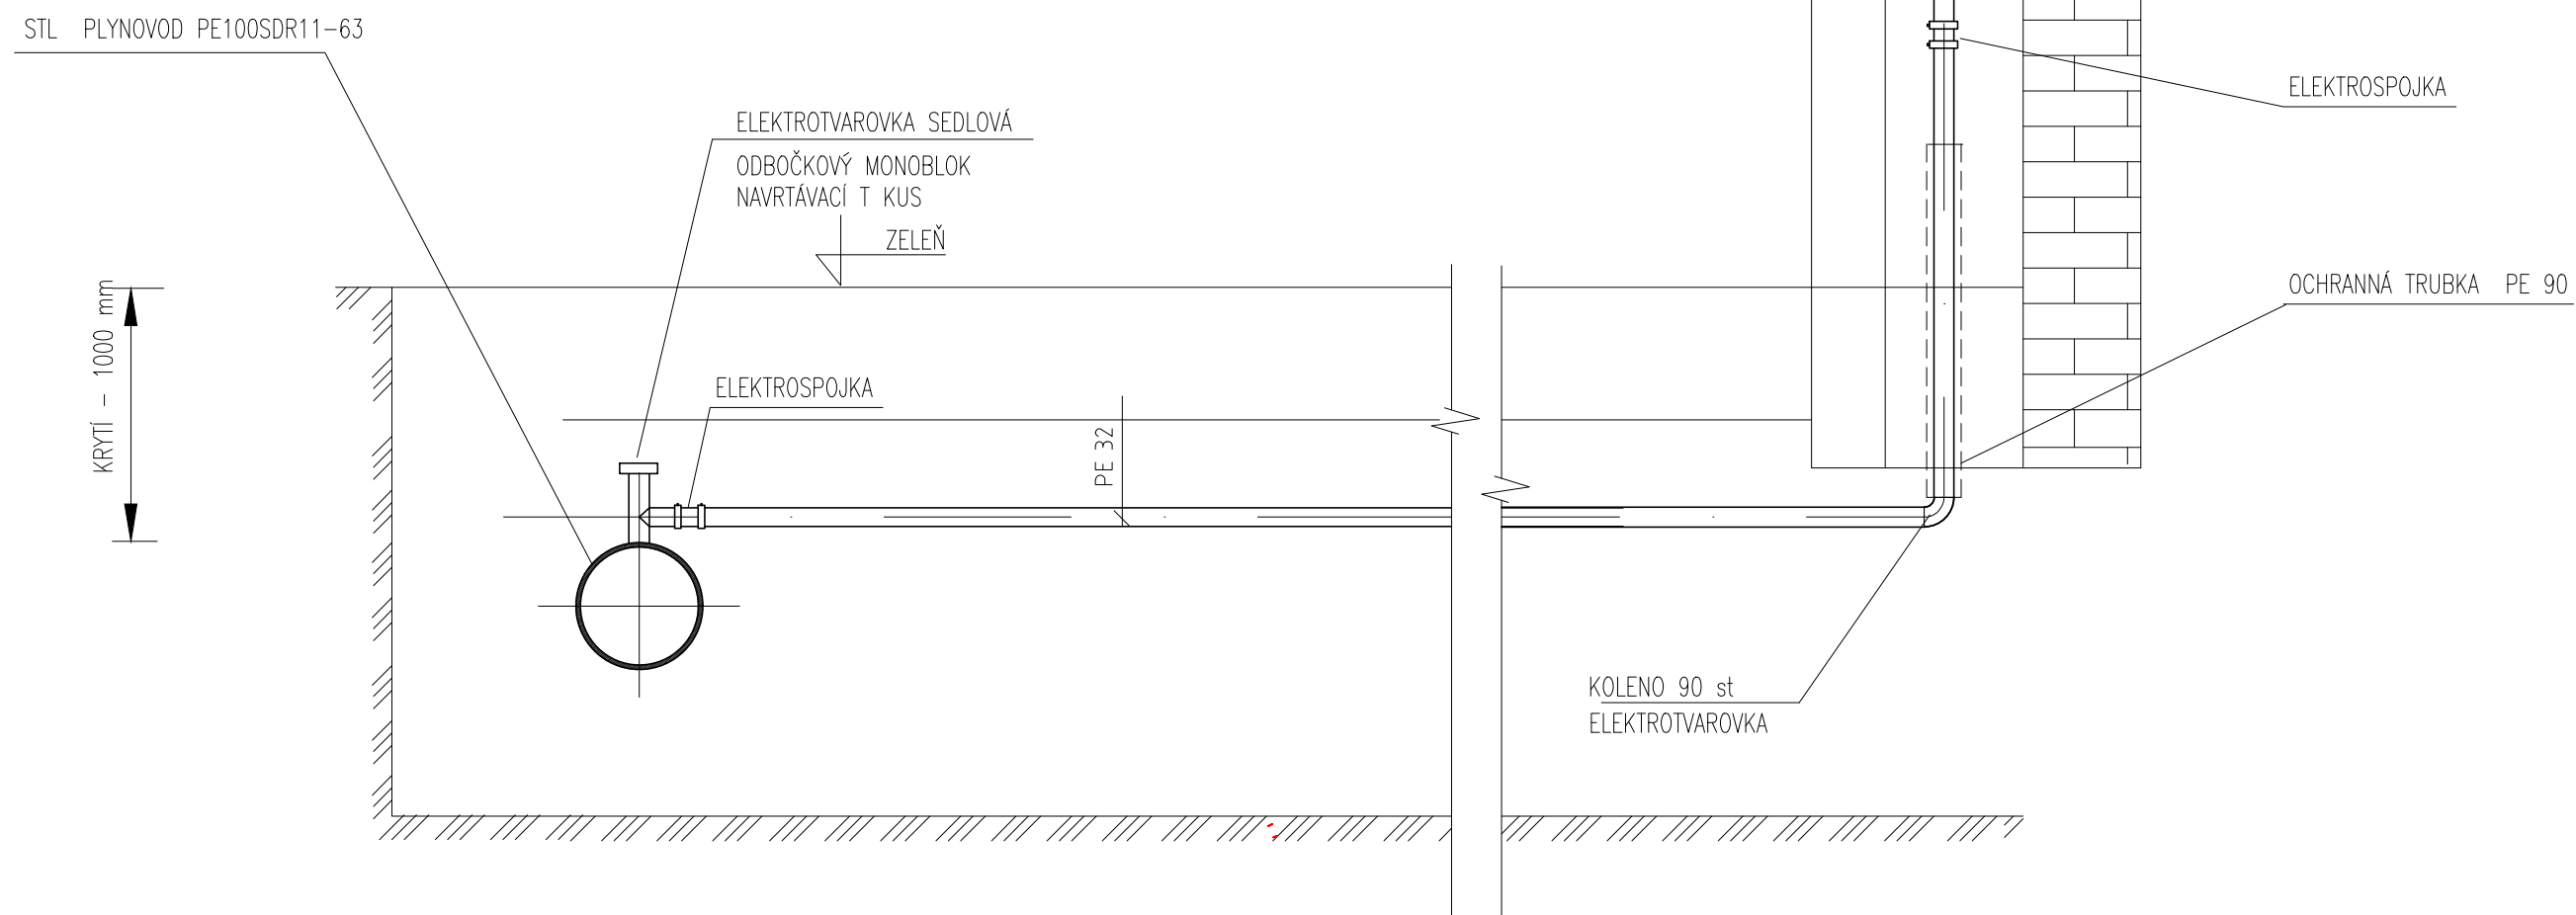 STL PLYNOVOD PE100SDR11-63
ELEKTROSPOJKA
ELEKTROTVAROVKA SEDLOVÁ
ODBOČKOVÝ MONOBLOK
NAVRTÁVACÍ T KUS
ZELEŇ
OCHRANNÁ TRUBKA PE 90
KRYTÍ - 1000 mm
ELEKTROSPOJKA
PE 32
KOLENO 90 st
ELEKTROTVAROVKA